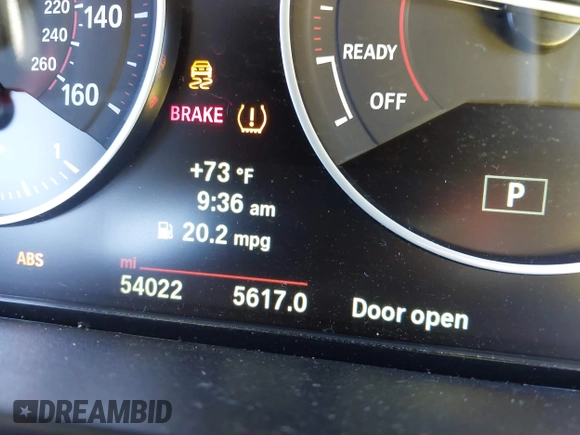 220
140
240
260
160
READY
OFF
BRAKE
+73 °F
9:36 am
20.2 mpg
P
ABS
mi
54022 5617.0
Door open
DREAMBID